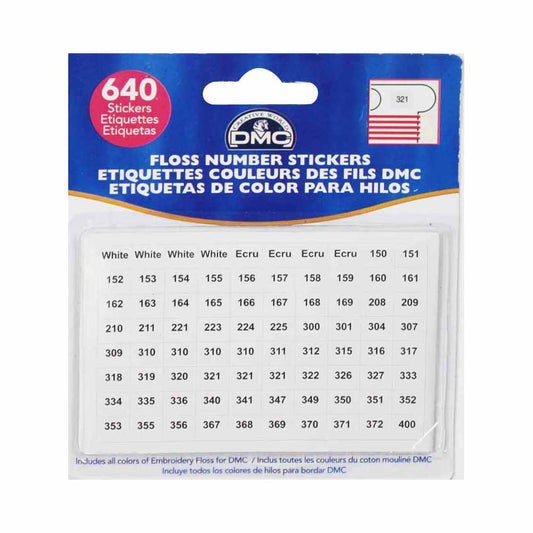 640
Stickers
Etiquettes
Etiquetas
321
CREATIVE WORLD
DMC
FLOSS NUMBER STICKERS
ETIQUETTES COULEURS DES FILS DMC
ETIQUETAS DE COLOR PARA HILOS
White White White White Ecru Ecru Ecru Ecru 150 151
152 153 154 155 156 157 158 159 160 161
162 163 164 165 166 167 168 169 208 209
210 211 221 223 224 225 300 301 304 307
309 310 310 310 310 311 312 315 316 317
318 319 320 321 321 321 322 326 327 333
334 335 336 340 341 347 349 350 351 352
353 355 356 367 368 369 370 371 372 400
Includes all colors of Embroidery Floss for DMC / Inclus toutes les couleurs du coton mouliné DMC
Incluye todo los colores de hilos para bordar DMC